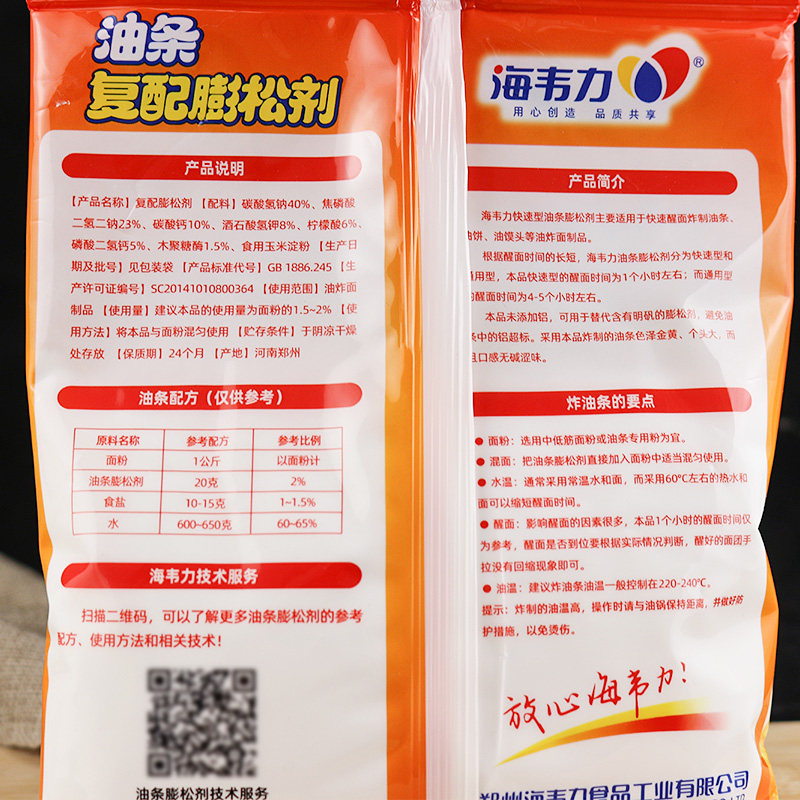 油条
复配膨松剂
产品说明
【产品名称】复配膨松剂 【配料】碳酸氢钠40%、焦磷酸
二氢二钠23%、碳酸钙10%、酒石酸氢钾8%、柠檬酸6%、
磷酸二氢钙5%、木聚糖酶1.5%、食用玉米淀粉 【生产日
期及批号】见包装袋 【产品标准代号】GB 1886.245 【生
产许可证编号】SC20141010800364 【使用范围】油炸面
制品 【使用量】建议本品的使用量为面粉的1.5~2% 【使
用方法】将本品与面粉混匀使用 【贮存条件】于阴凉干燥
处存放 【保质期】24个月 【产地】河南郑州
油条配方（仅供参考）
原料名称 参考配方 参考比例
面粉 1公斤 以面粉计
油条膨松剂 20克 2%
食盐 10-15克 1~1.5%
水 600~650克 60~65%
海韦力技术服务
扫描二维码，可以了解更多油条膨松剂的参考
配方、使用方法和相关技术！
油条膨松剂技术服务
海韦力®
用心创造 品质共享
产品简介
海韦力快速型油条膨松剂主要适用于快速醒面炸制油条、
油饼、油馍头等油炸面制品。
根据醒面时间的长短，海韦力油条膨松剂分为快速型和
通用型，本品快速型的醒面时间为1个小时左右；而通用型
的醒面时间为4-5个小时左右。
本品未添加铝，可用于替代含有明矾的膨松剂，避免油
条中的铝超标。采用本品炸制的油条色泽金黄、个头大，而
且口感无碱涩味。
炸油条的要点
● 面粉：选用中低筋面粉或油条专用粉为宜。
● 混面：把油条膨松剂直接加入面粉中适当混匀使用。
● 水温：通常采用常温水和面，而采用60℃左右的热水和
面可以缩短醒面时间。
● 醒面：影响醒面的因素很多，本品1个小时的醒面时间仅
为参考，醒面是否到位要根据实际情况判断，醒好的面团手
拉没有回缩现象即可。
● 油温：建议炸油条油温一般控制在220-240℃。
提示：炸制的油温高，操作时请与油锅保持距离，并做好防
护措施，以免烫伤。
放心海韦力！
郑州海韦力食品工业有限公司